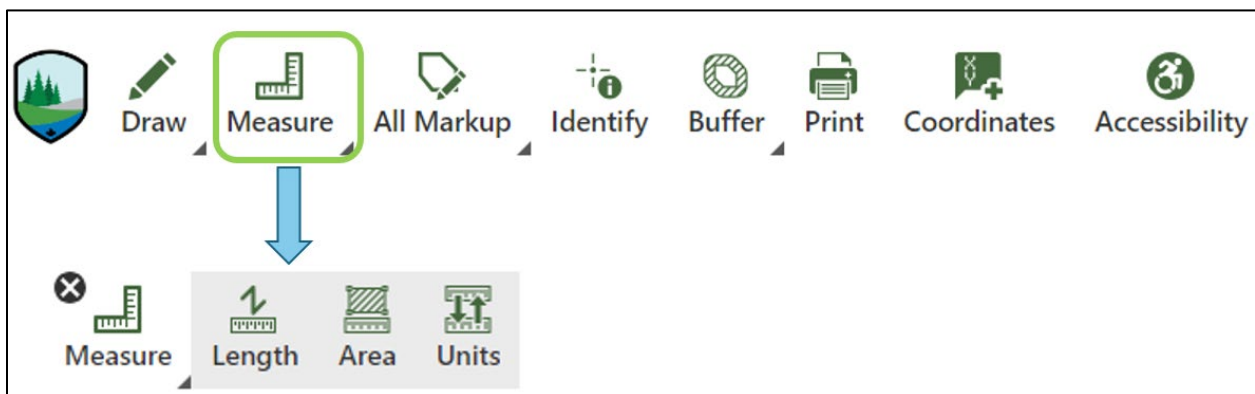 Draw Measure All Markup Identify Buffer Print Coordinates Accessibility
Measure Length Area Units